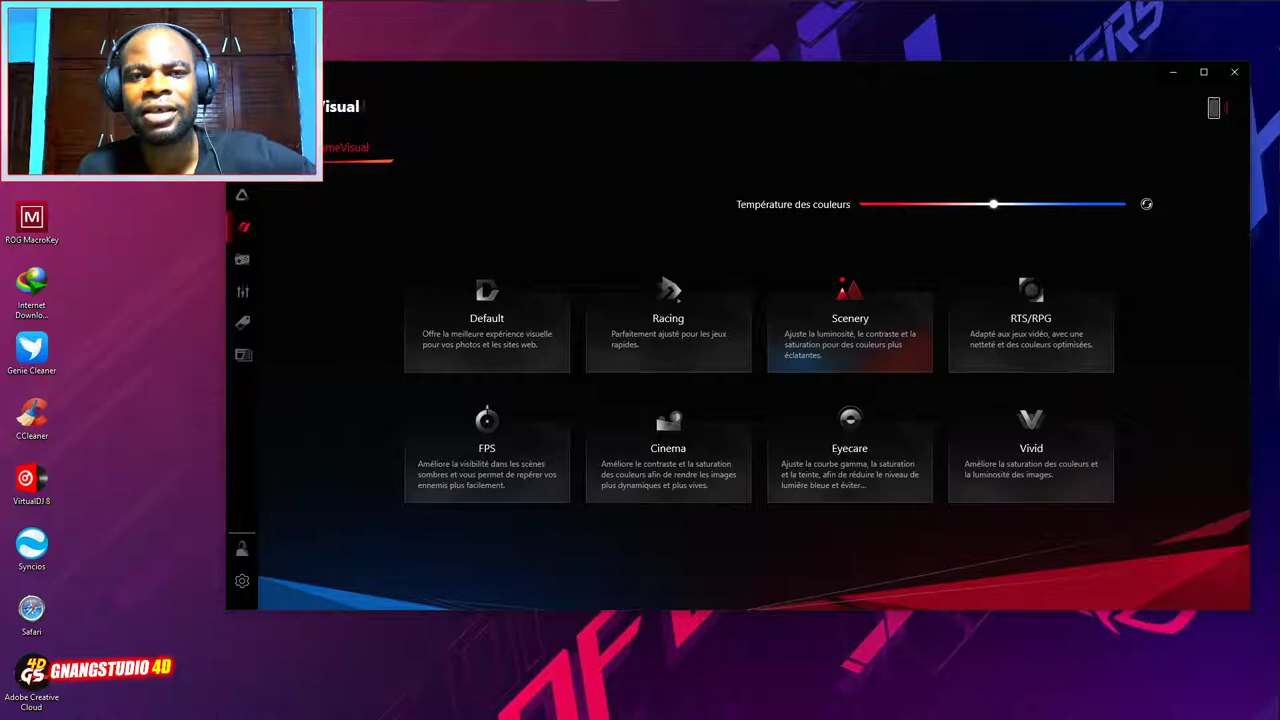 Visual
meVisual
Température des couleurs
Default
Offre la meilleure expérience visuelle
pour vos photos et les sites web.
Racing
Parfaitement ajusté pour les jeux
rapides.
Scenery
Ajuste la luminosité, le contraste et la
saturation pour des couleurs plus
éclatantes.
RTS/RPG
Adapté aux jeux vidéo, avec une
netteté et des couleurs optimisées.
FPS
Améliore la visibilité dans les scènes
sombres et vous permet de repérer vos
ennemis plus facilement.
Cinema
Améliore le contraste et la saturation
des couleurs afin de rendre les images
plus dynamiques et plus vives.
Eyecare
Ajuste la courbe gamma, la saturation
et la teinte, afin de réduire le niveau de
lumière bleue et éviter...
Vivid
Améliore la saturation des couleurs et
la luminosité des images.
M
ROG MacroKey
Internet
Downlo...
Genie Cleaner
CCleaner
VirtualDJ 8
Syncios
Safari
4D
GS
GNANGSTUDIO 4D
Adobe Creative
Cloud